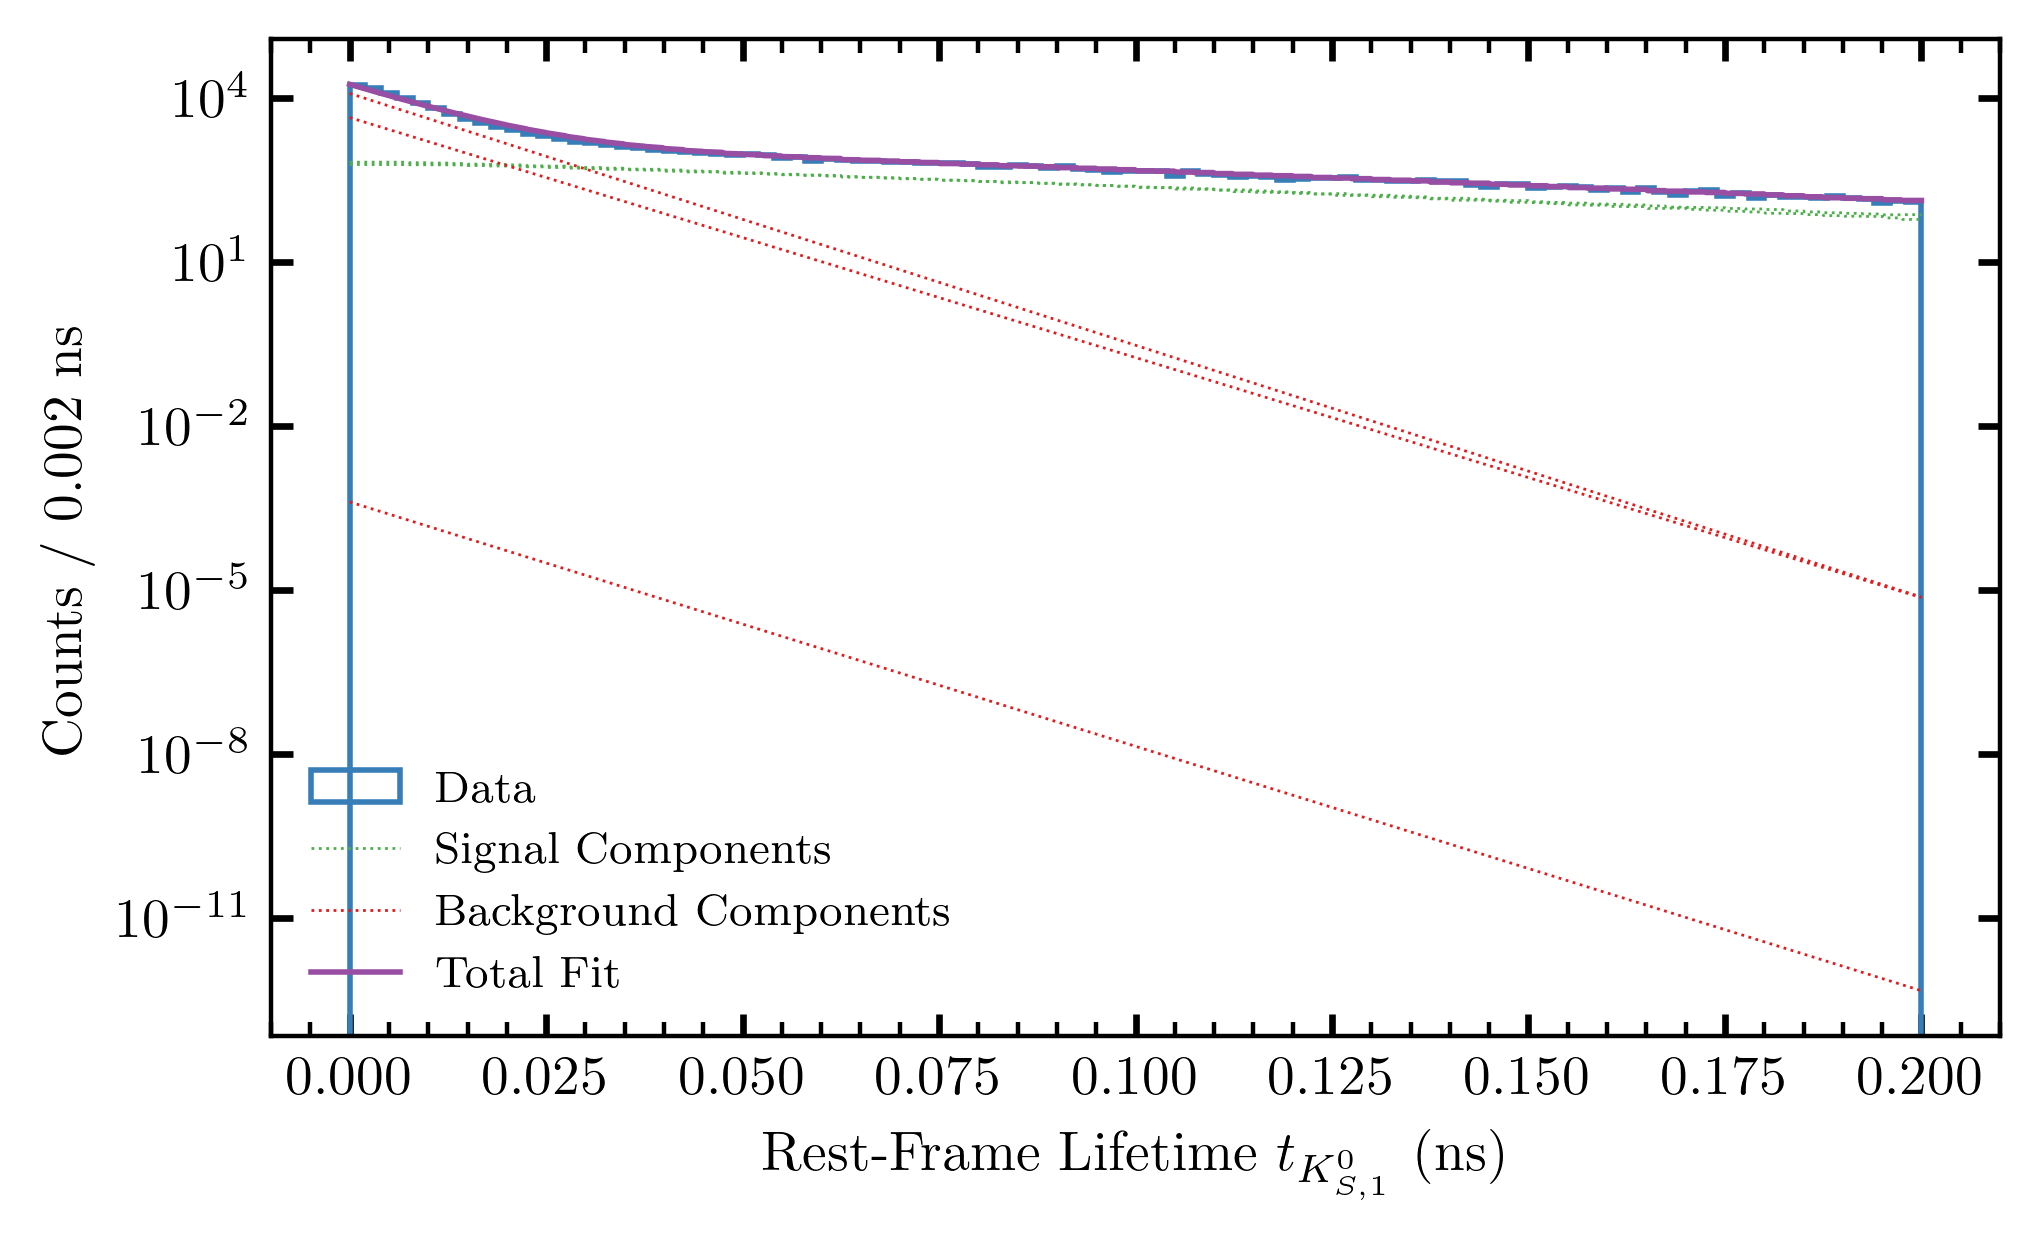 Counts / 0.002 ns
10^4
10^1
10^−2
10^−5
10^−8
10^−11
Data
Signal Components
Background Components
Total Fit
0.000 0.025 0.050 0.075 0.100 0.125 0.150 0.175 0.200
Rest-Frame Lifetime t_{K^0_{S,1}} (ns)